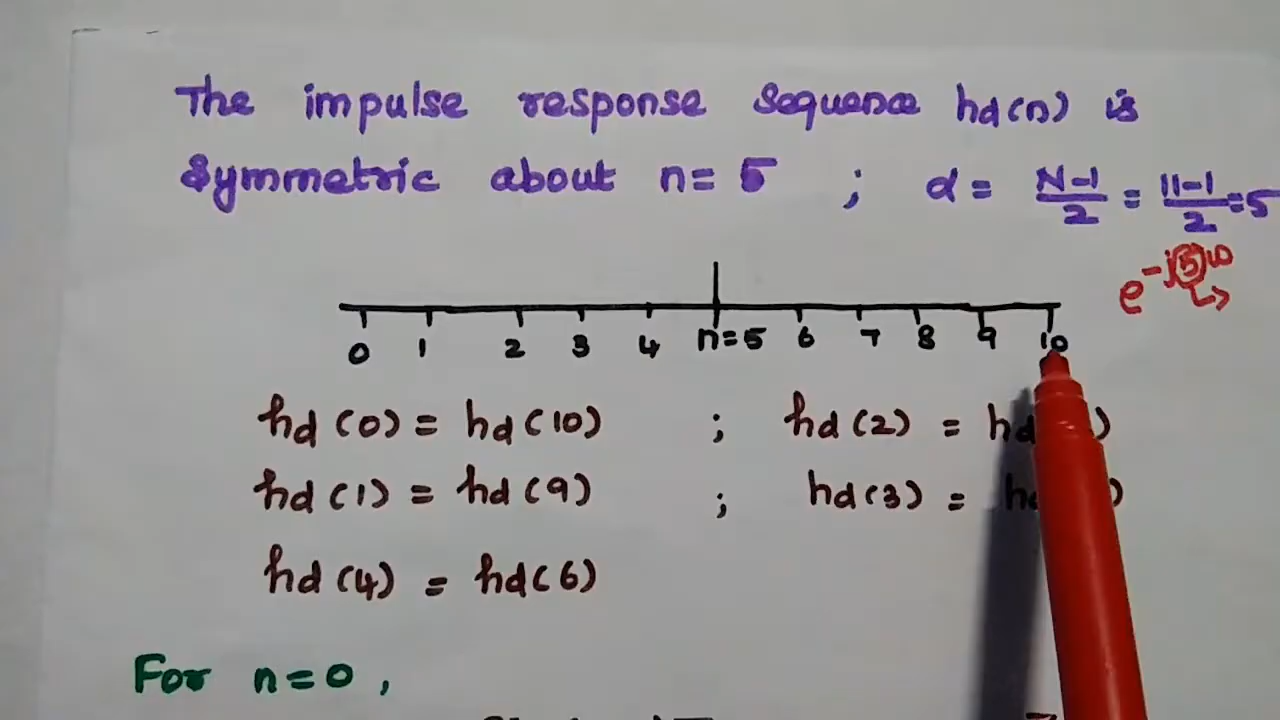 The impulse response sequence hd(n) is
Symmetric about n = 5 ; α = N-1/2 = 11-1/2 = 5
e^-j5ω
0 1 2 3 4 n=5 6 7 8 9 10
hd(0) = hd(10) ; hd(2) = hd )
hd(1) = hd(9) ; hd(3) = )
hd(4) = hd(6)
For n=0,